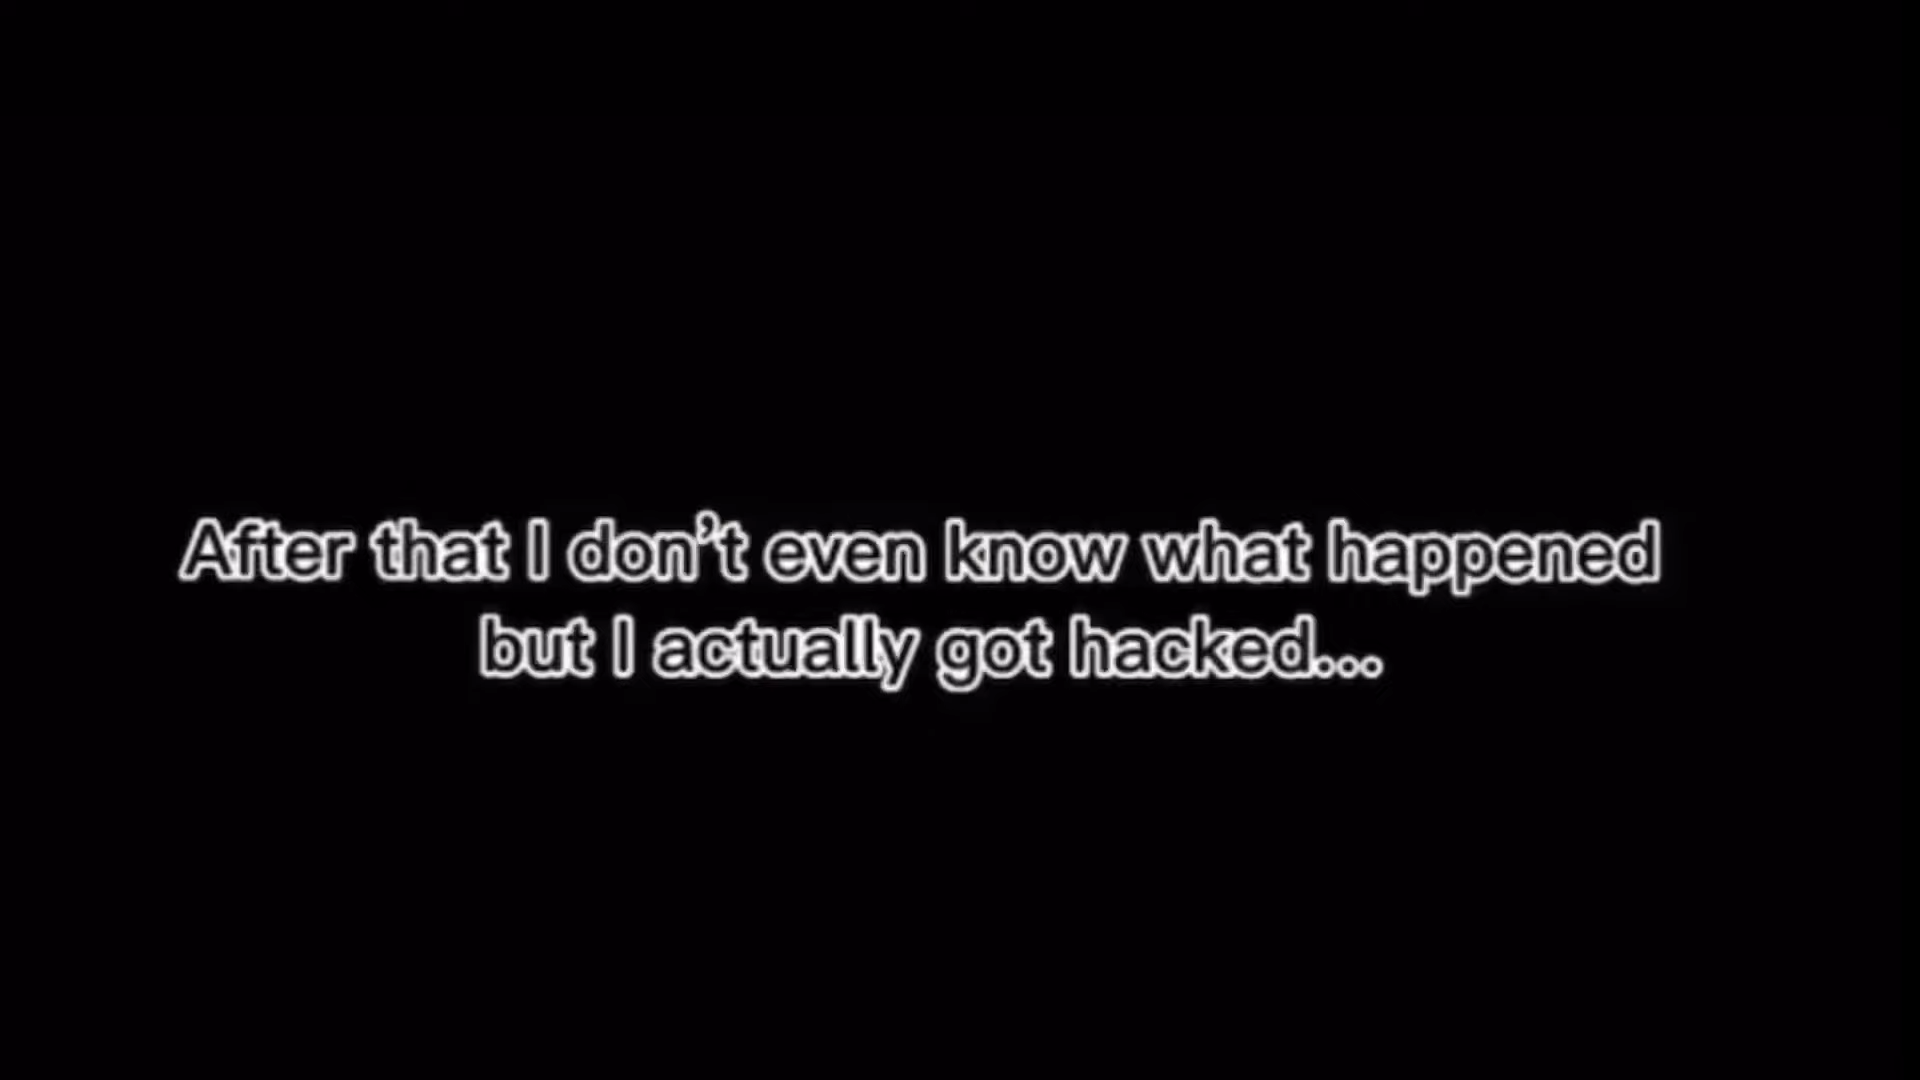 After that I don’t even know what happened
but I actually got hacked...